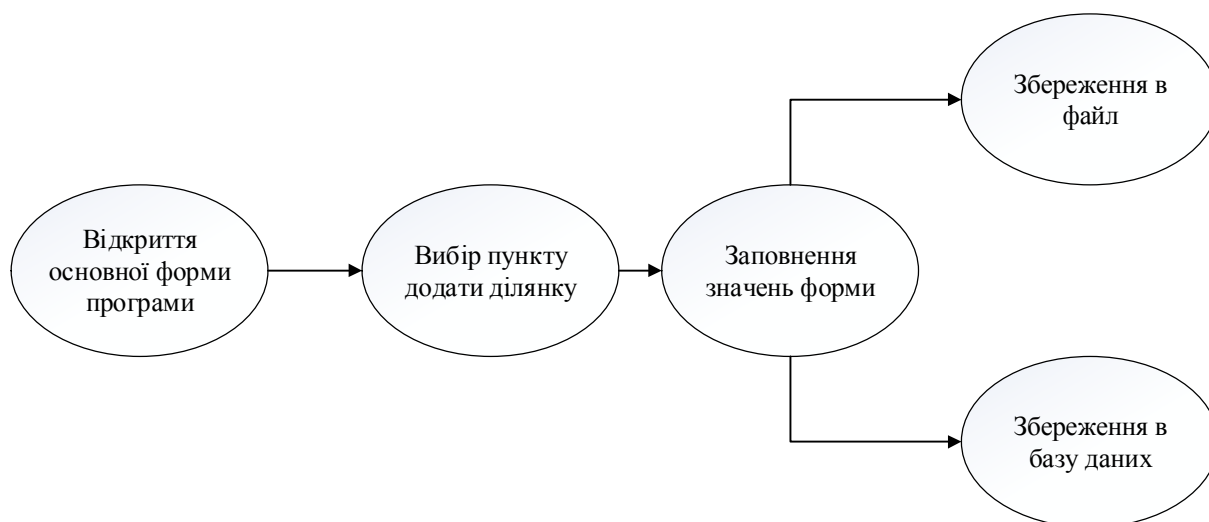 Збереження в
файл
Відкриття
основної форми
програми
Вибір пункту
додати ділянку
Заповнення
значень форми
Збереження в
базу даних